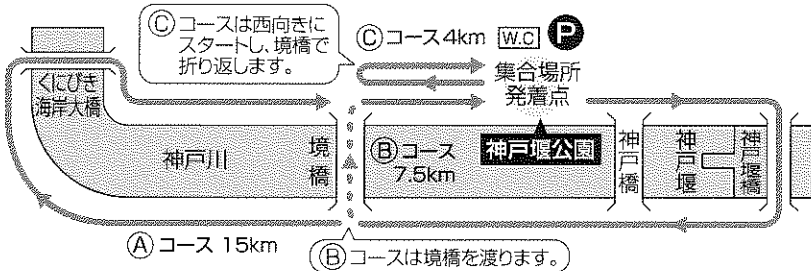 Ⓒコースは西向きに
スタートし、境橋で
折り返します。
Ⓒコース4km W.C P
集合場所
発着点
くにびき
海岸大橋
神戸川
境橋
Ⓑコース
7.5km
神戸堰公園
神戸橋
神戸堰
神戸堰橋
Ⓐコース 15km
Ⓑコースは境橋を渡ります。